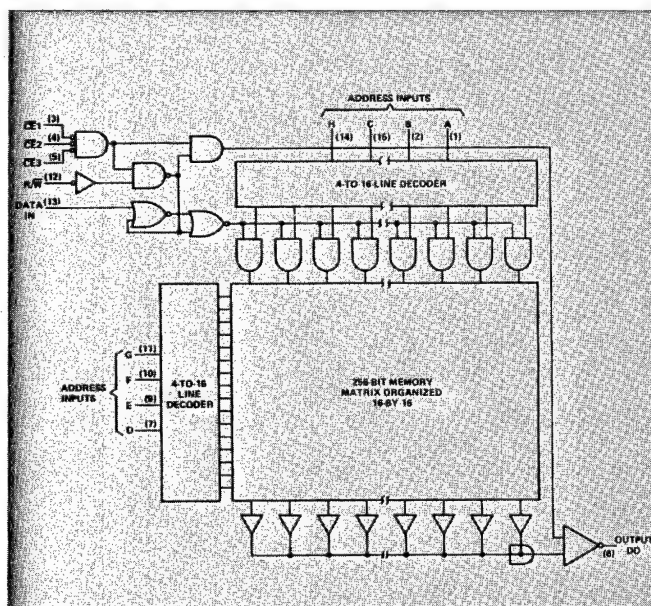 ADDRESS INPUTS
H C B A
(14) (15) (2) (1)
CE1 (3)
CE2 (4)
CE3 (5)
R/W (12)
DATA IN (13)
4-TO 16-LINE DECODER
ADDRESS INPUTS
G (11)
F (10)
E (9)
D (7)
4-TO-16 LINE DECODER
256-BIT MEMORY
MATRIX ORGANIZED
16-BY-16
OUTPUT
DO
(6)